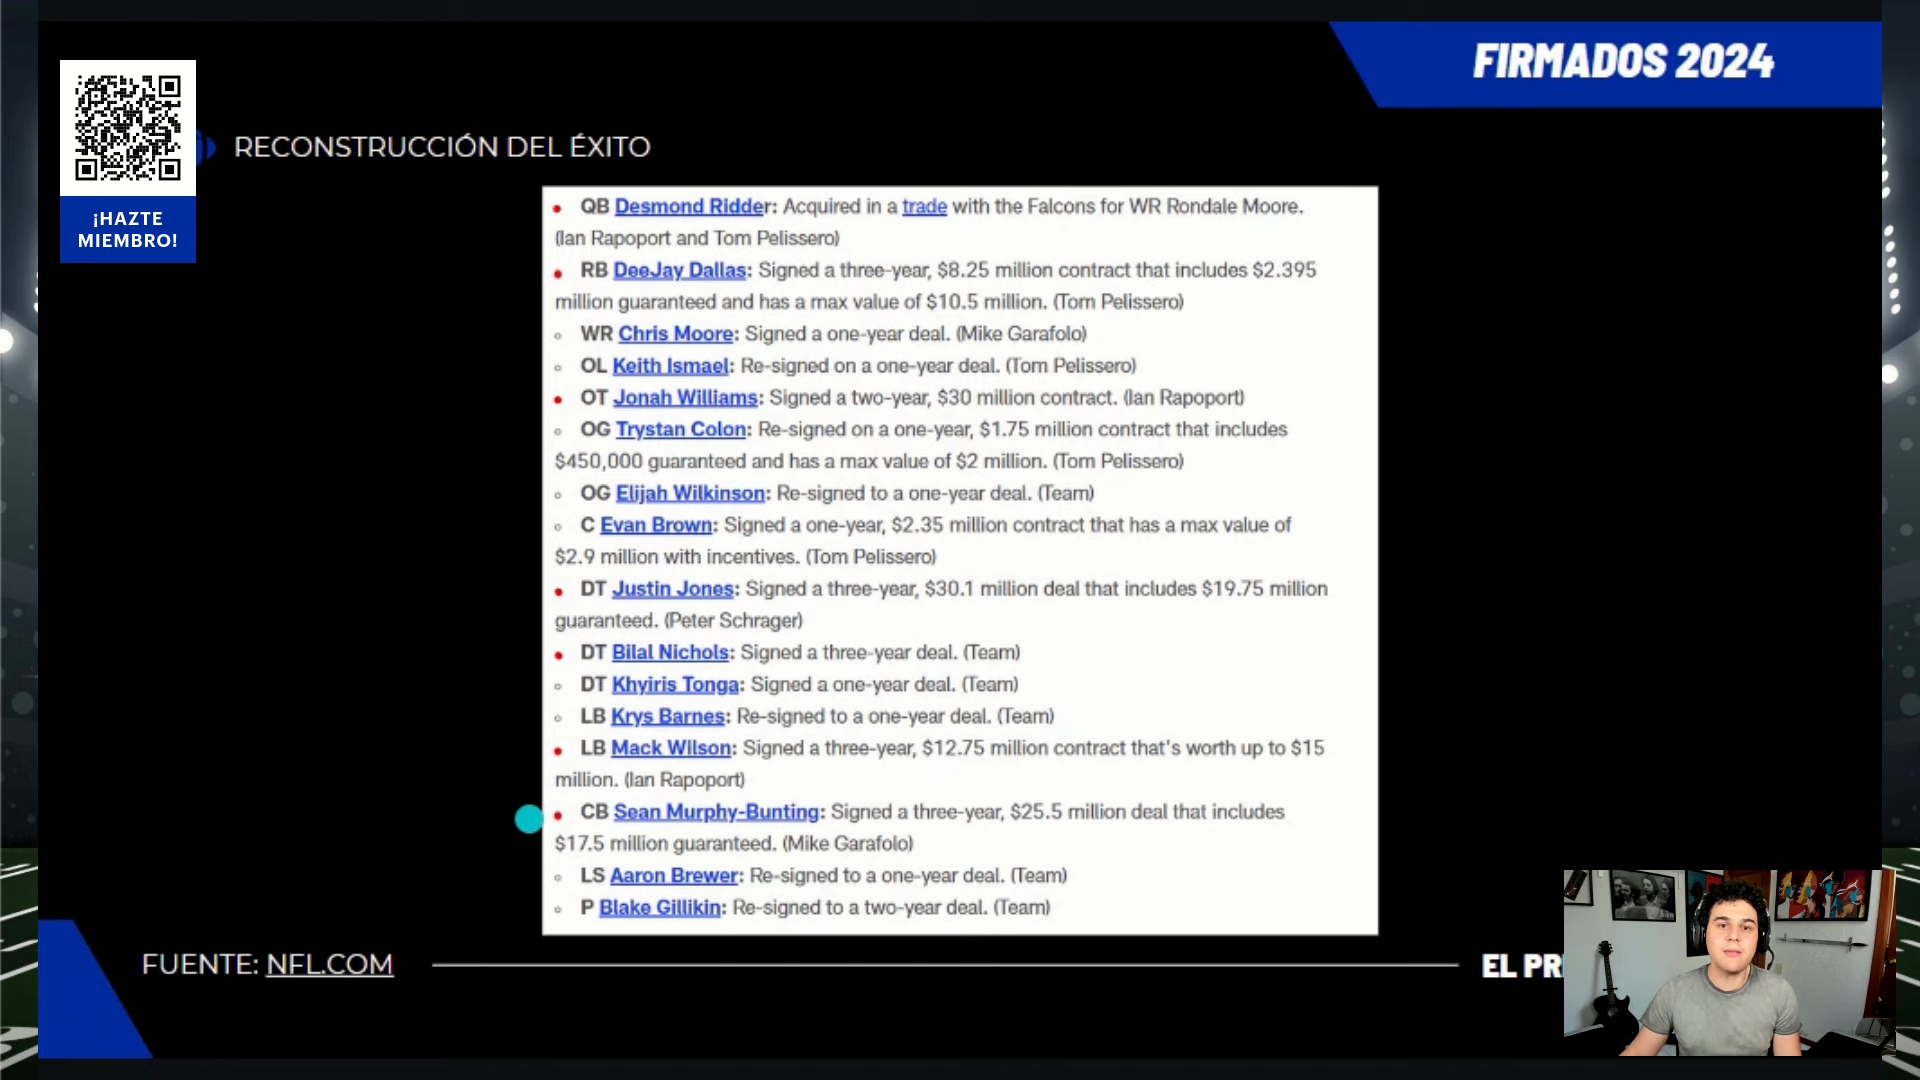 FIRMADOS 2024
¡HAZTE
MIEMBRO!
RECONSTRUCCIÓN DEL ÉXITO
• QB Desmond Ridder: Acquired in a trade with the Falcons for WR Rondale Moore.
(Ian Rapoport and Tom Pelissero)
• RB DeeJay Dallas: Signed a three-year, $8.25 million contract that includes $2.395
million guaranteed and has a max value of $10.5 million. (Tom Pelissero)
◦ WR Chris Moore: Signed a one-year deal. (Mike Garafolo)
◦ OL Keith Ismael: Re-signed on a one-year deal. (Tom Pelissero)
• OT Jonah Williams: Signed a two-year, $30 million contract. (Ian Rapoport)
◦ OG Trystan Colon: Re-signed on a one-year, $1.75 million contract that includes
$450,000 guaranteed and has a max value of $2 million. (Tom Pelissero)
◦ OG Elijah Wilkinson: Re-signed to a one-year deal. (Team)
◦ C Evan Brown: Signed a one-year, $2.35 million contract that has a max value of
$2.9 million with incentives. (Tom Pelissero)
• DT Justin Jones: Signed a three-year, $30.1 million deal that includes $19.75 million
guaranteed. (Peter Schrager)
• DT Bilal Nichols: Signed a three-year deal. (Team)
◦ DT Khyiris Tonga: Signed a one-year deal. (Team)
◦ LB Krys Barnes: Re-signed to a one-year deal. (Team)
• LB Mack Wilson: Signed a three-year, $12.75 million contract that's worth up to $15
million. (Ian Rapoport)
• CB Sean Murphy-Bunting: Signed a three-year, $25.5 million deal that includes
$17.5 million guaranteed. (Mike Garafolo)
◦ LS Aaron Brewer: Re-signed to a one-year deal. (Team)
◦ P Blake Gillikin: Re-signed to a two-year deal. (Team)
FUENTE: NFL.COM
EL PR